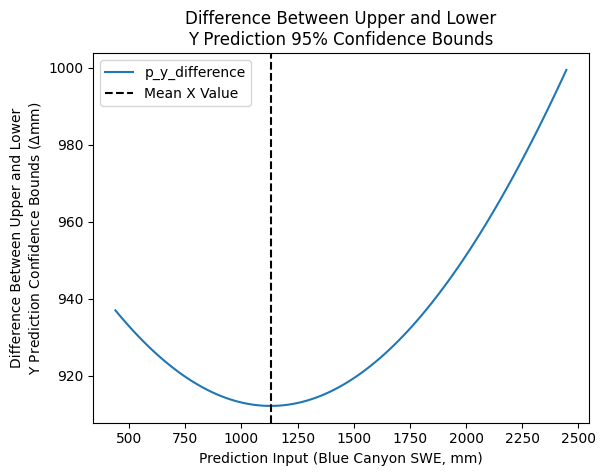 Difference Between Upper and Lower
Y Prediction 95% Confidence Bounds
p_y_difference
Mean X Value
Difference Between Upper and Lower
Y Prediction Confidence Bounds (Δmm)
1000
980
960
940
920
500
750
1000
1250
1500
1750
2000
2250
2500
Prediction Input (Blue Canyon SWE, mm)